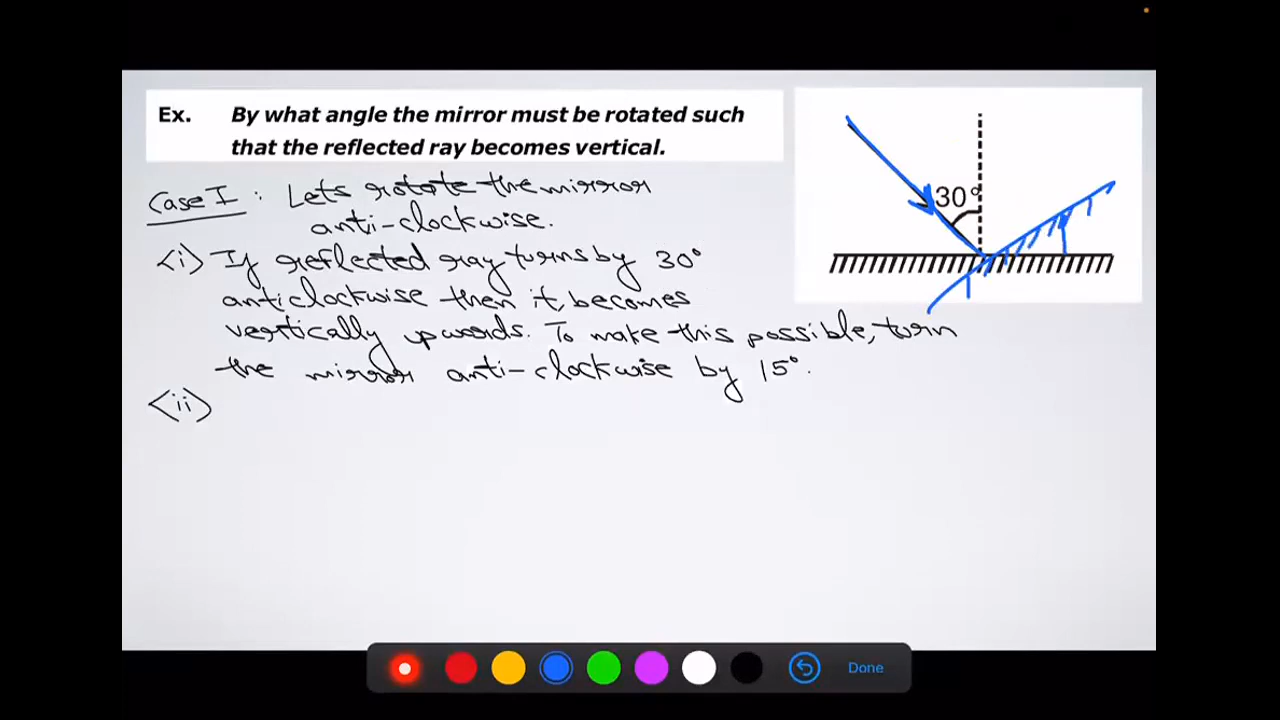 Ex. By what angle the mirror must be rotated such
that the reflected ray becomes vertical.
30°
Case I : Lets rotate the mirror
anti-clockwise.
<i> If reflected ray turns by 30°
anticlockwise then it, becomes
vertically upwords. To make this possible, turn
the mirror anti-clockwise by 15°.
<ii>
Done